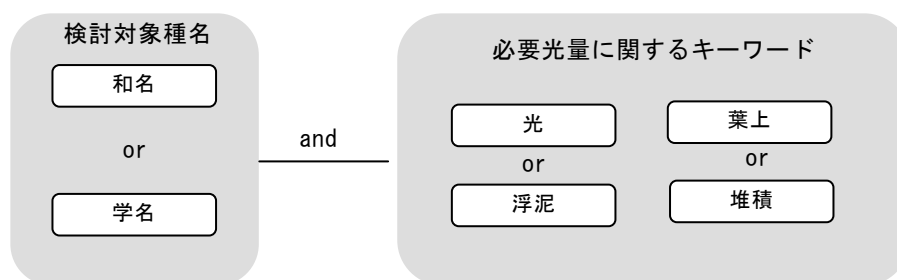 検討対象種名
和名
or
学名
and
必要光量に関するキーワード
光
or
浮泥
葉上
or
堆積